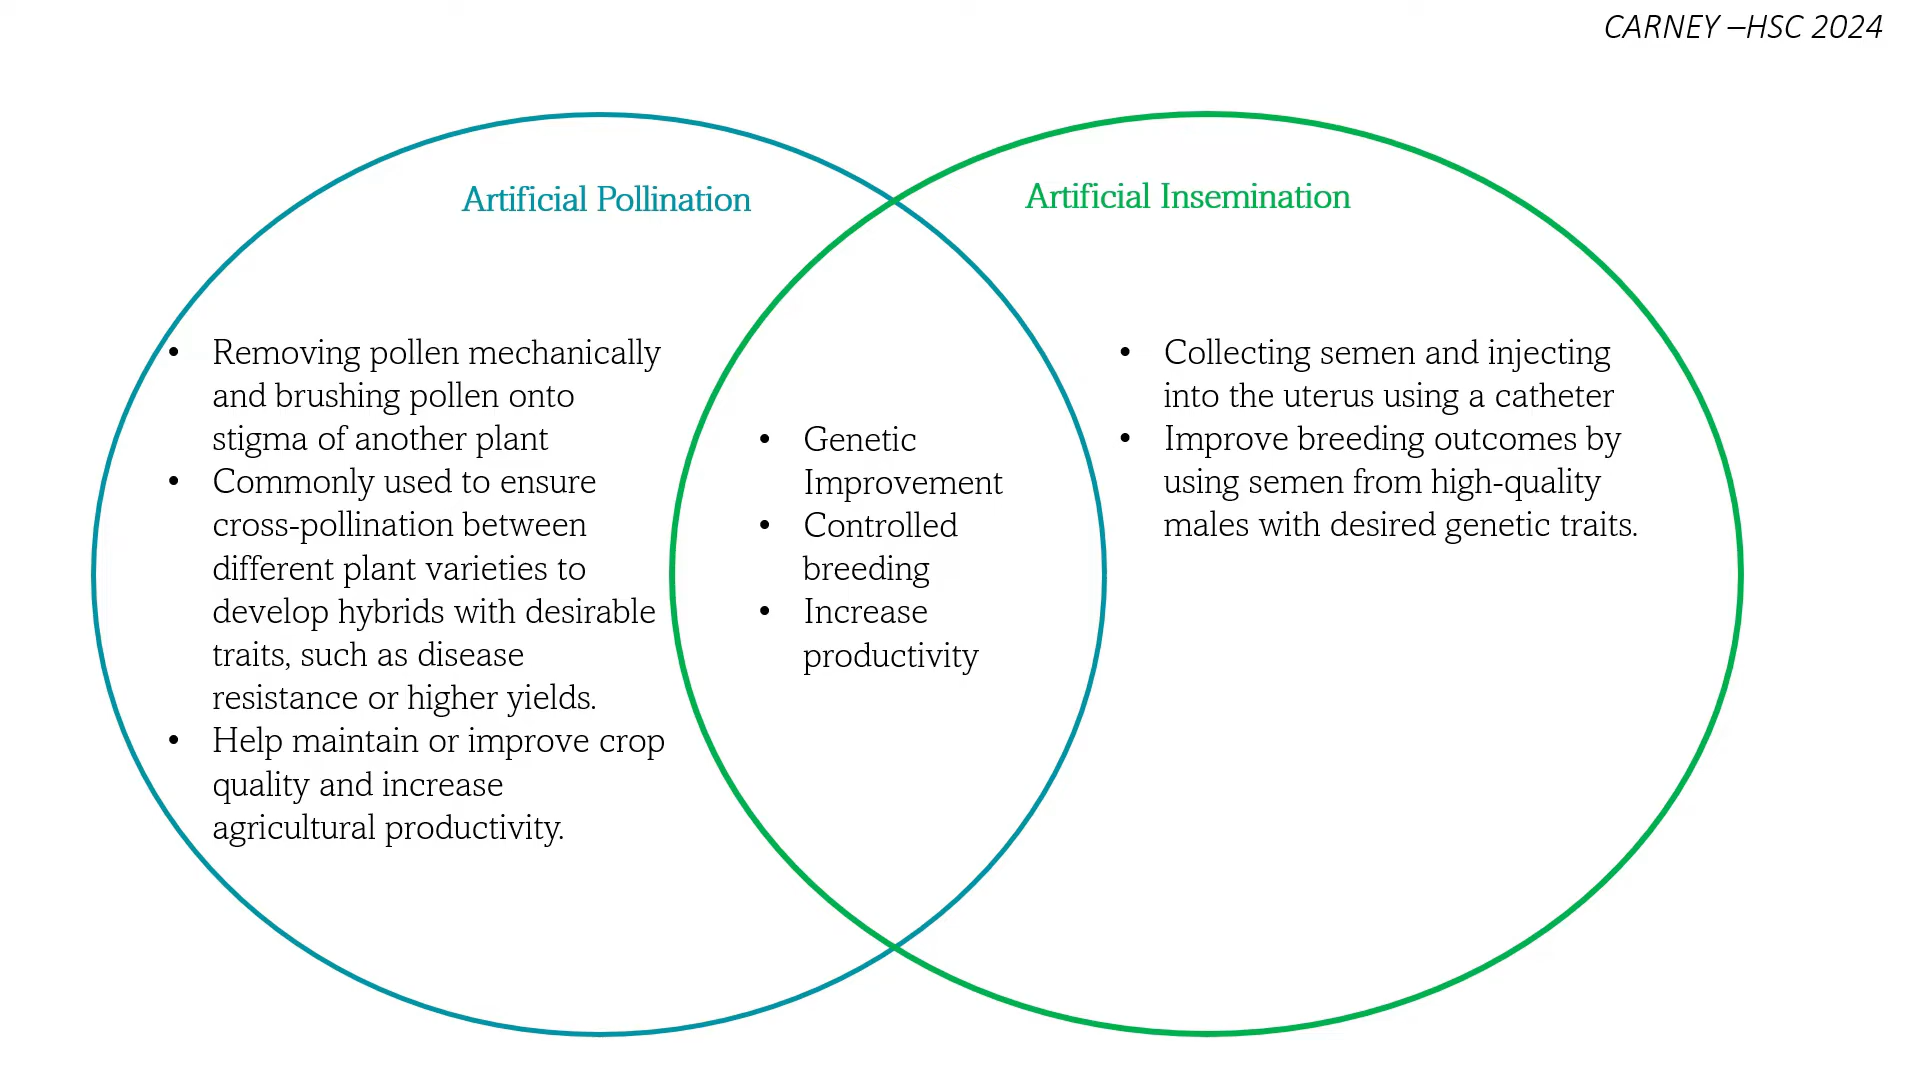 CARNEY –HSC 2024
Artificial Pollination
Artificial Insemination
• Removing pollen mechanically
and brushing pollen onto
stigma of another plant
• Commonly used to ensure
cross-pollination between
different plant varieties to
develop hybrids with desirable
traits, such as disease
resistance or higher yields.
• Help maintain or improve crop
quality and increase
agricultural productivity.
• Genetic
Improvement
• Controlled
breeding
• Increase
productivity
• Collecting semen and injecting
into the uterus using a catheter
• Improve breeding outcomes by
using semen from high-quality
males with desired genetic traits.